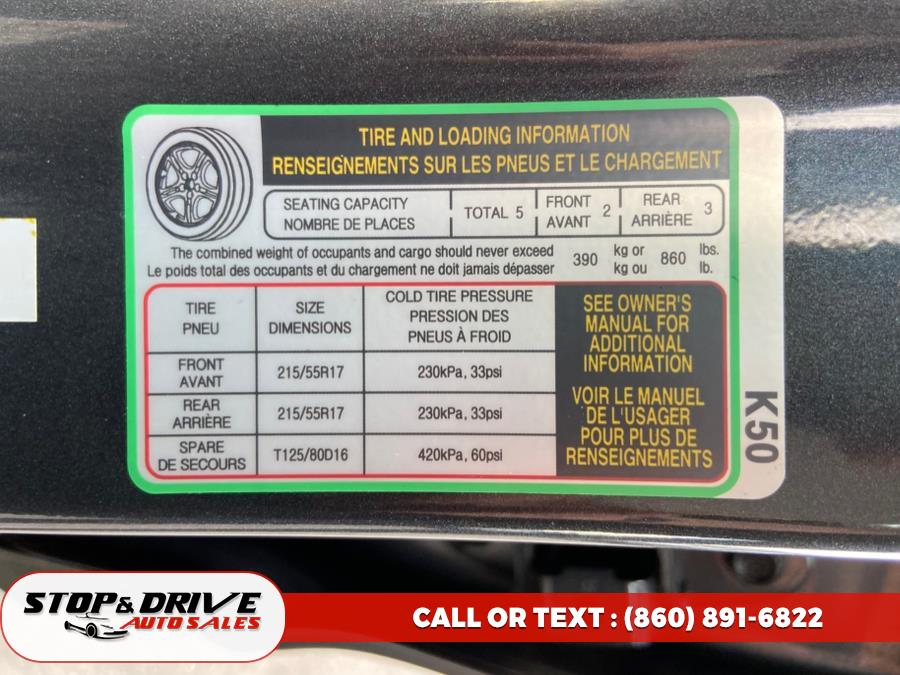 TIRE AND LOADING INFORMATION
RENSEIGNEMENTS SUR LES PNEUS ET LE CHARGEMENT
SEATING CAPACITY
NOMBRE DE PLACES
TOTAL 5
FRONT
AVANT
2
REAR
ARRIÈRE
3
The combined weight of occupants and cargo should never exceed
Le poids total des occupants et du chargement ne doit jamais dépasser
390
kg or
kg ou
860
lbs.
lb.
TIRE
PNEU
SIZE
DIMENSIONS
COLD TIRE PRESSURE
PRESSION DES
PNEUS À FROID
FRONT
AVANT
215/55R17
230kPa, 33psi
REAR
ARRIÈRE
215/55R17
230kPa, 33psi
SPARE
DE SECOURS
T125/80D16
420kPa, 60psi
SEE OWNER'S
MANUAL FOR
ADDITIONAL
INFORMATION
VOIR LE MANUEL
DE L'USAGER
POUR PLUS DE
RENSEIGNEMENTS
K50
STOP & DRIVE
AUTO SALES
CALL OR TEXT : (860) 891-6822